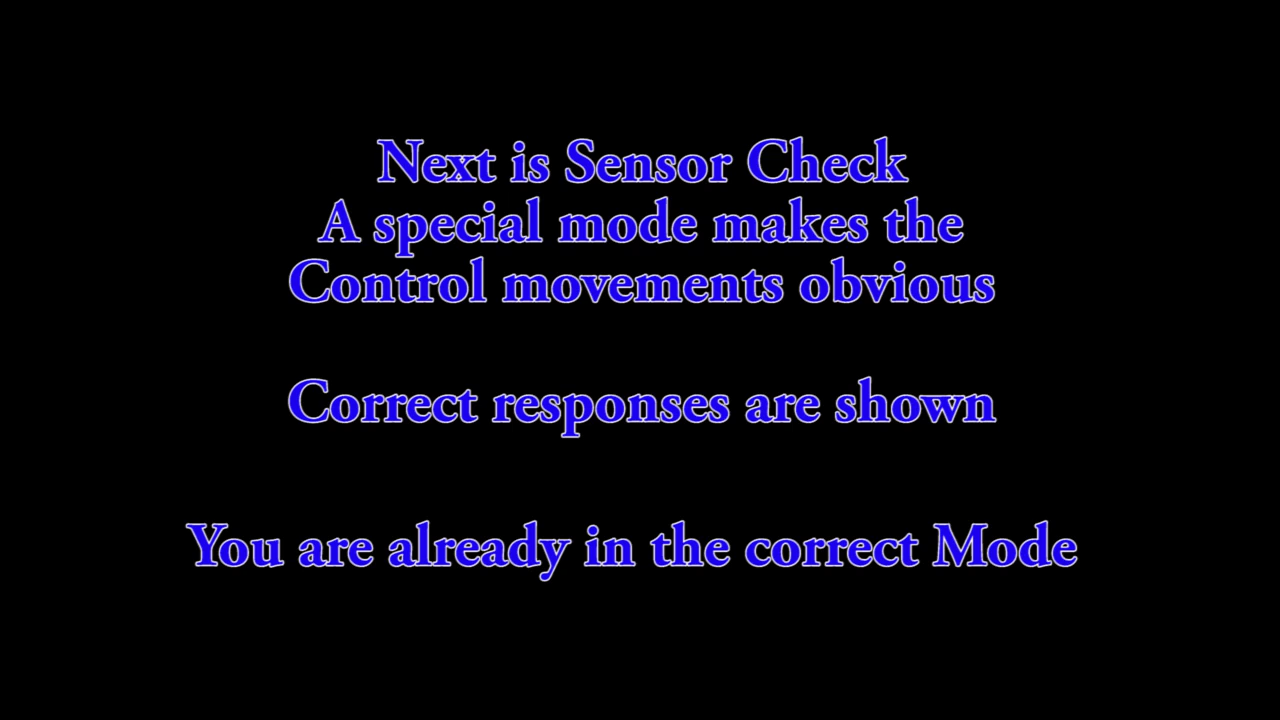 Next is Sensor Check
A special mode makes the
Control movements obvious
Correct responses are shown
You are already in the correct Mode